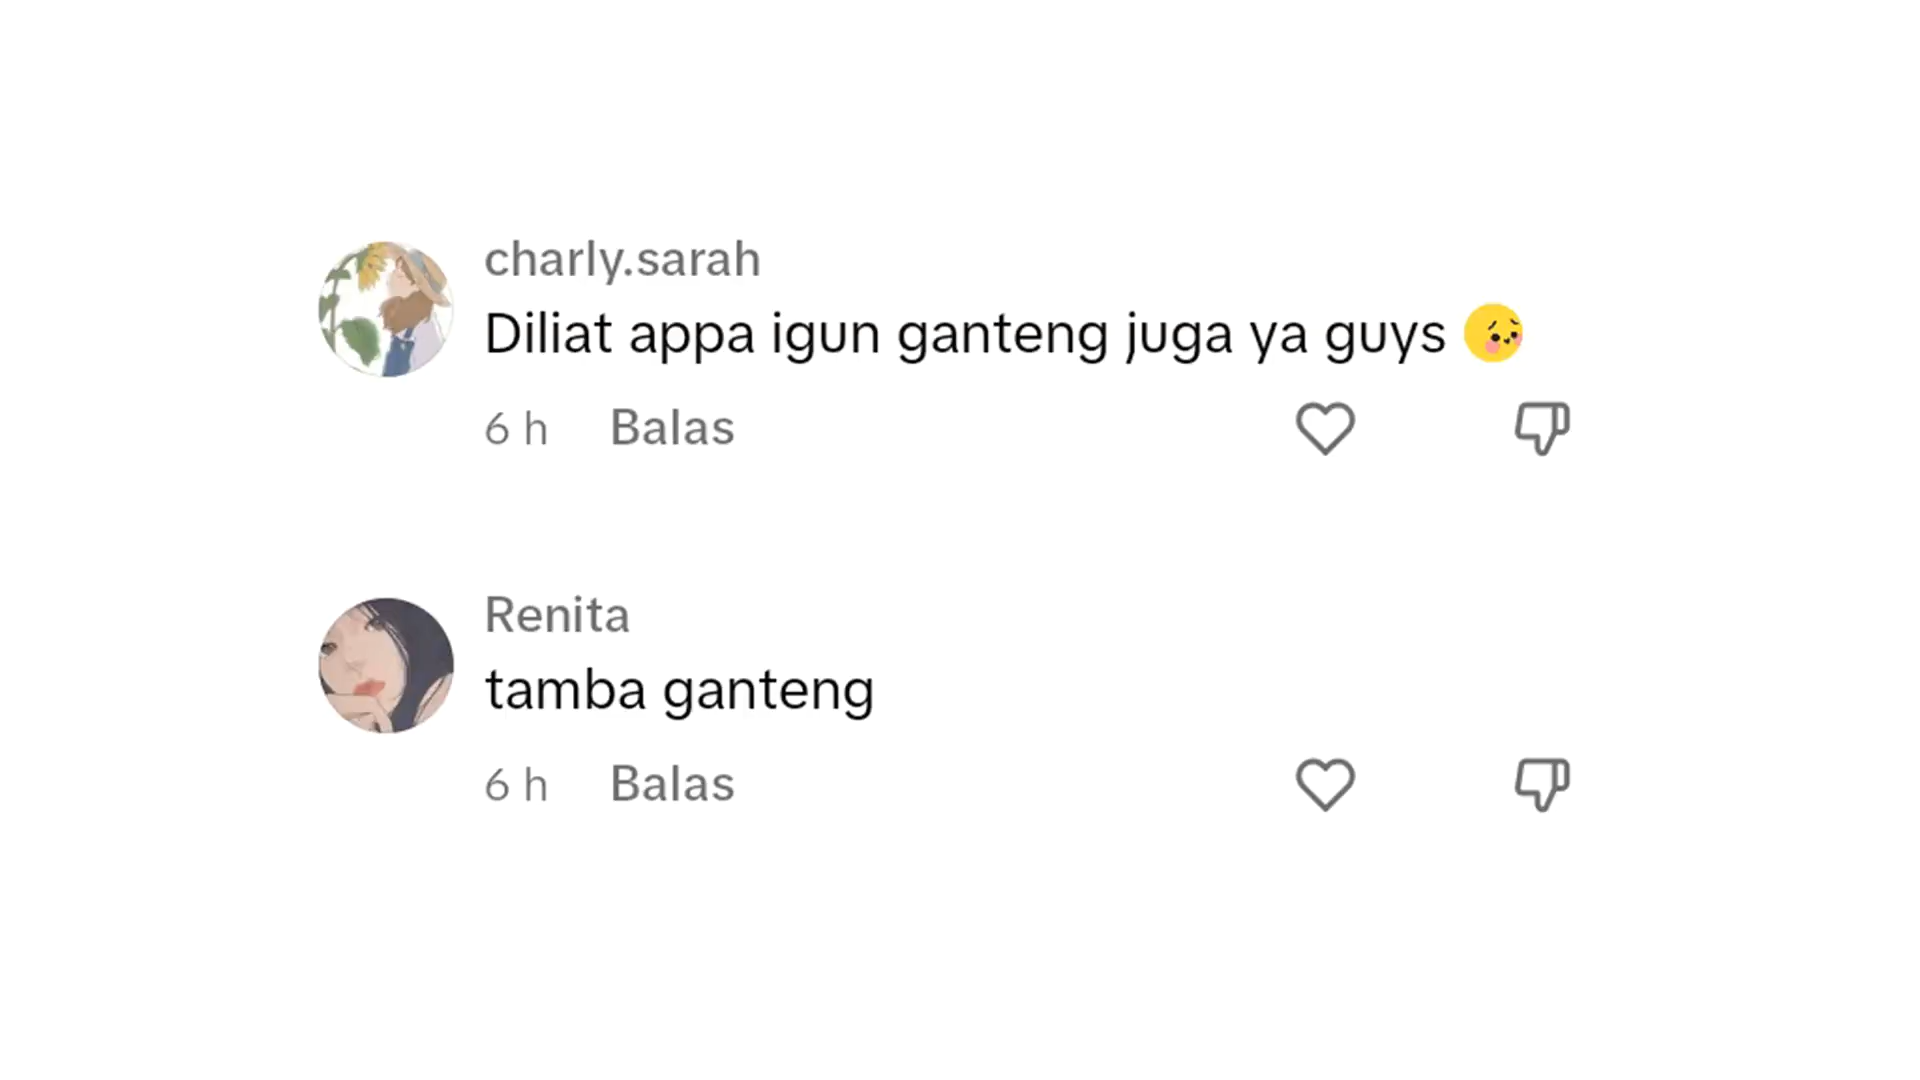 charly.sarah
Diliat appa igun ganteng juga ya guys 🥺
6 h Balas
Renita
tamba ganteng
6 h Balas